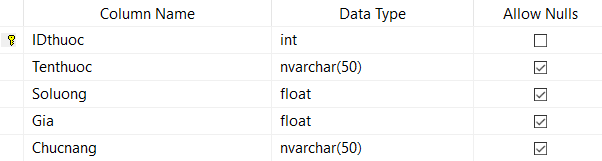 Column Name Data Type Allow Nulls
IDthuoc int
Tenthuoc nvarchar(50)
Soluong float
Gia float
Chucnang nvarchar(50)